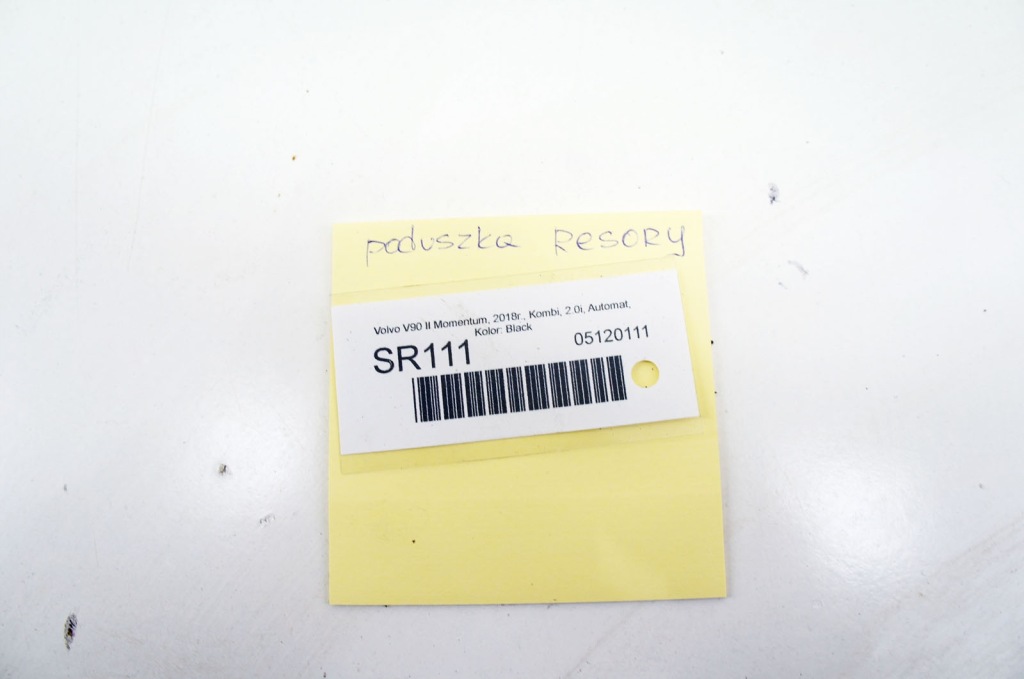 poduszka RESORY
Volvo V90 II Momentum, 2018r., Kombi, 2.0i, Automat,
Kolor: Black
SR111 05120111